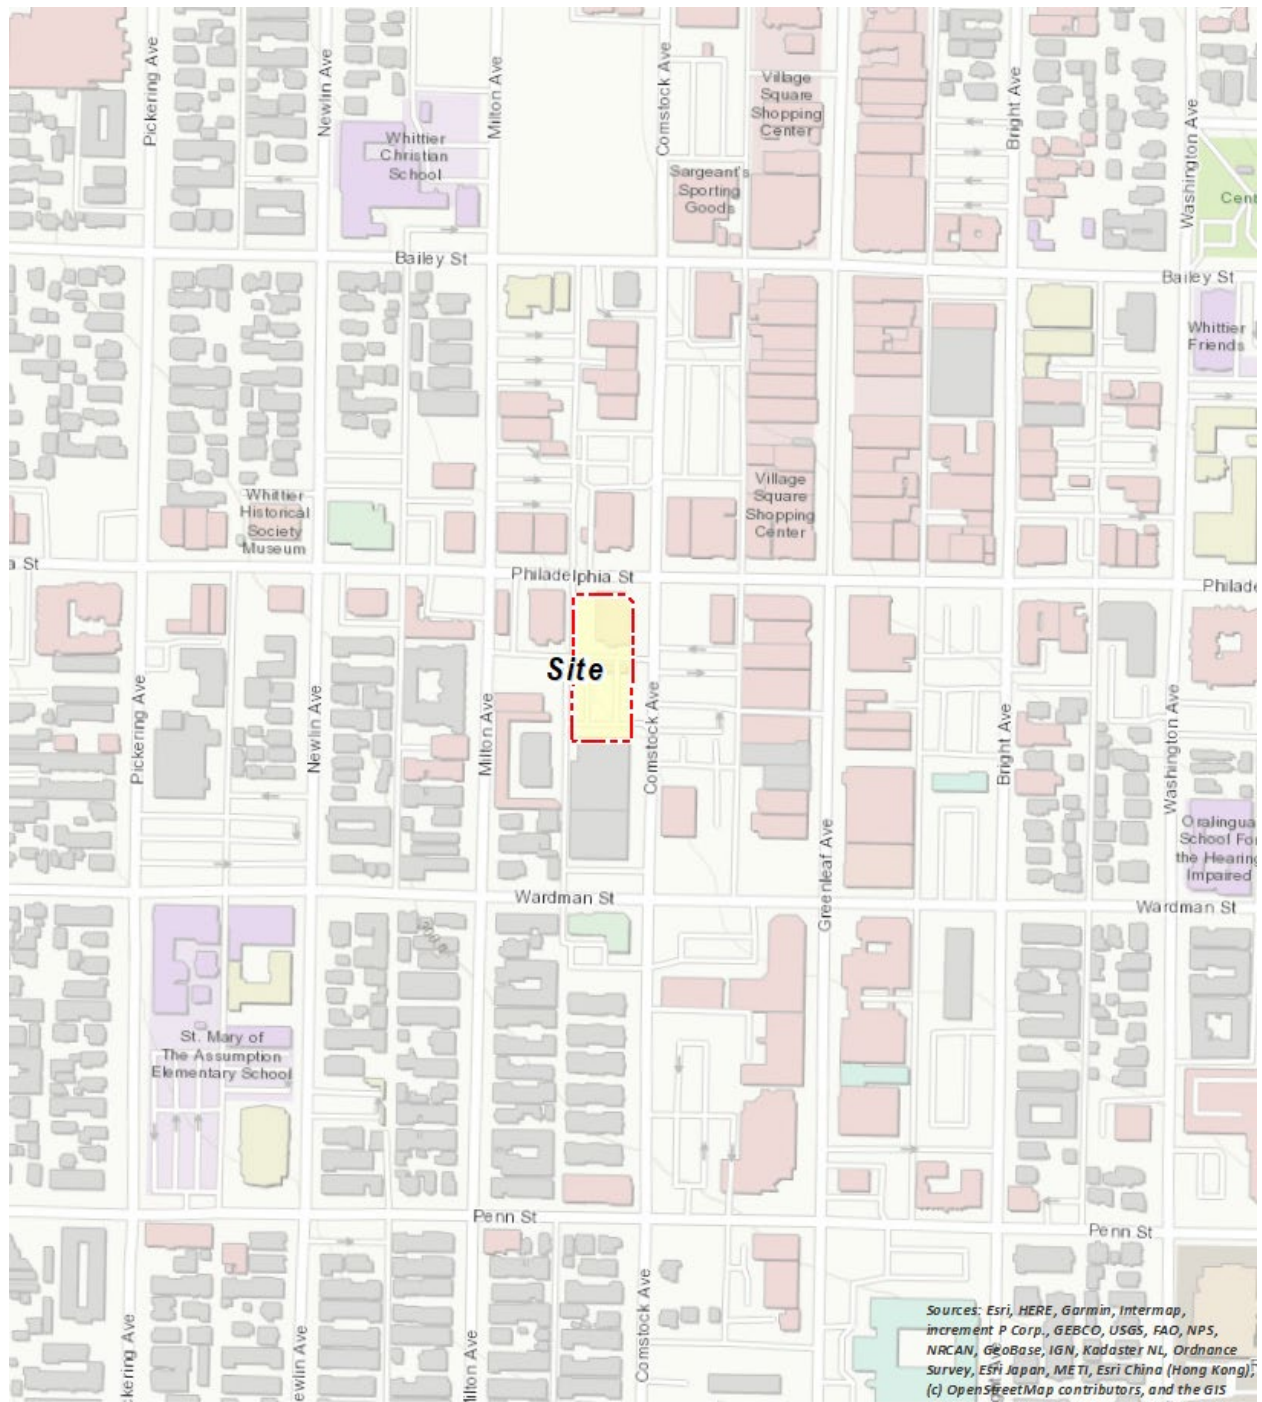 Pickering Ave
Newlin Ave
Milton Ave
Comstock Ave
Bright Ave
Washington Ave
Village
Square
Shopping
Center
Whittier
Christian
School
Sargeant's
Sporting
Goods
Cent
Bailey St
Bailey St
Whittier
Friends
Whittier
Historical
Society
Museum
Village
Square
Shopping
Center
a St
Philadelphia St
Philade
Site
Pickering Ave
Newlin Ave
Milton Ave
Comstock Ave
Greenleaf Ave
Bright Ave
Washington Ave
Oralingua
School For
the Hearing
Impaired
Wardman St
Wardman St
St. Mary of
The Assumption
Elementary School
Penn St
Penn St
kering Ave
ewlin Ave
ilton Ave
Comstock Ave
Sources: Esri, HERE, Garmin, Intermap,
increment P Corp., GEBCO, USGS, FAO, NPS,
NRCAN, GeoBase, IGN, Kadaster NL, Ordnance
Survey, Esri Japan, METI, Esri China (Hong Kong),
(c) OpenStreetMap contributors, and the GIS